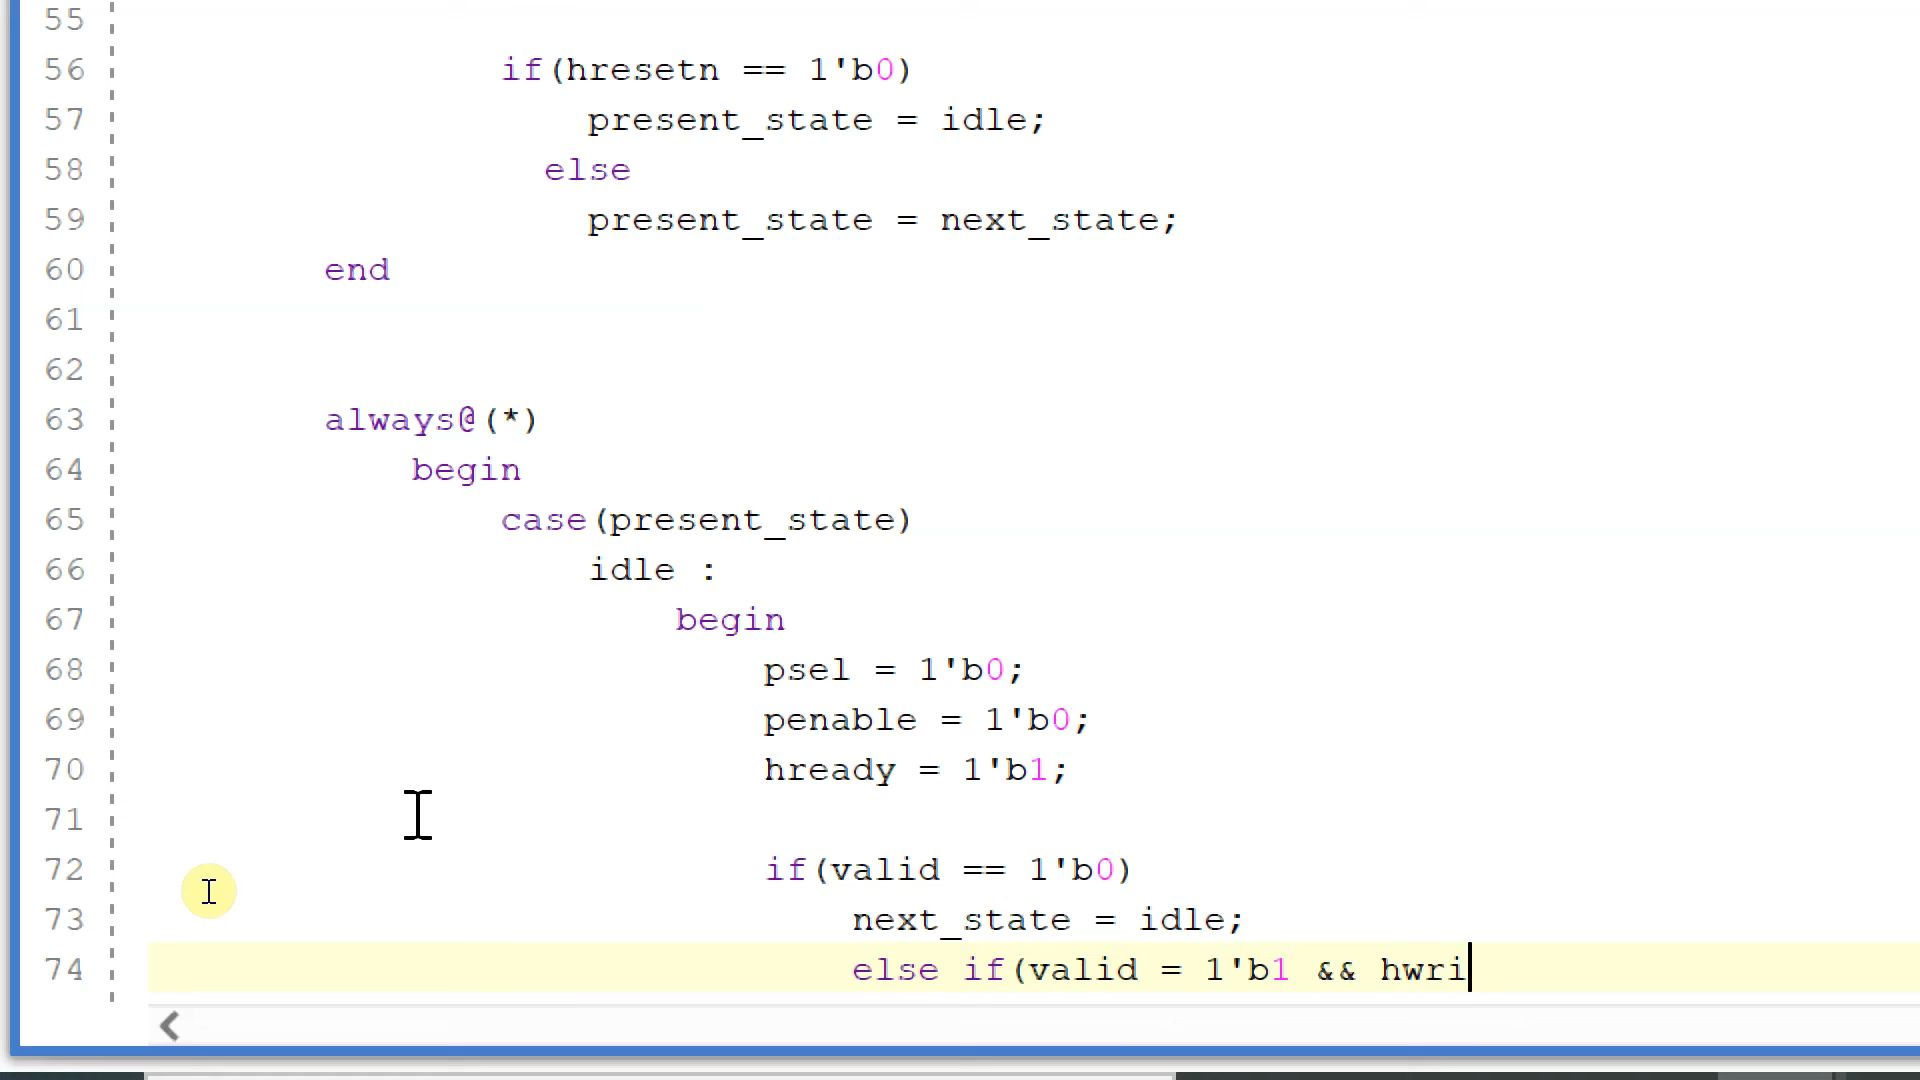 55
56 if(hresetn == 1'b0)
57 present_state = idle;
58 else
59 present_state = next_state;
60 end
61
62
63 always@(*)
64 begin
65 case(present_state)
66 idle :
67 begin
68 psel = 1'b0;
69 penable = 1'b0;
70 hready = 1'b1;
71
72 if(valid == 1'b0)
73 next_state = idle;
74 else if(valid = 1'b1 && hwri